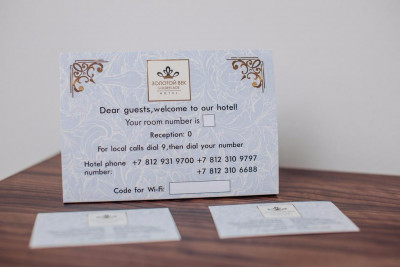 ЗОЛОТОЙ ВЕК
GOLDEN AGE
HOTEL
Dear guests,welcome to our hotel!
Your room number is
Reception: 0
For local calls dial 9,then dial your number
Hotel phone number: +7 812 931 9700 +7 812 310 9797
+7 812 310 6688
Code for Wi-Fi: